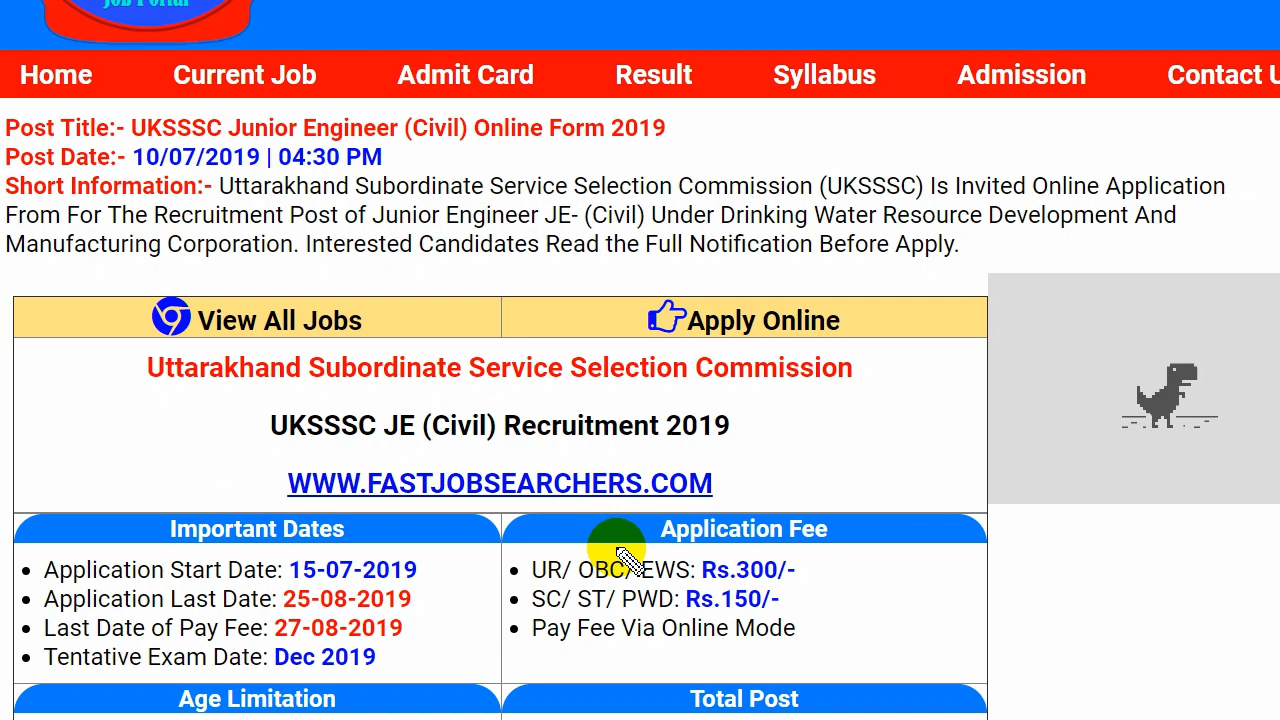 Job Portal
Home Current Job Admit Card Result Syllabus Admission Contact U
Post Title:- UKSSSC Junior Engineer (Civil) Online Form 2019
Post Date:- 10/07/2019 | 04:30 PM
Short Information:- Uttarakhand Subordinate Service Selection Commission (UKSSSC) Is Invited Online Application
From For The Recruitment Post of Junior Engineer JE- (Civil) Under Drinking Water Resource Development And
Manufacturing Corporation. Interested Candidates Read the Full Notification Before Apply.
View All Jobs Apply Online
Uttarakhand Subordinate Service Selection Commission
UKSSSC JE (Civil) Recruitment 2019
WWW.FASTJOBSEARCHERS.COM
Important Dates
Application Start Date: 15-07-2019
Application Last Date: 25-08-2019
Last Date of Pay Fee: 27-08-2019
Tentative Exam Date: Dec 2019
Application Fee
UR/ OBC/ EWS: Rs.300/-
SC/ ST/ PWD: Rs.150/-
Pay Fee Via Online Mode
Age Limitation
Total Post